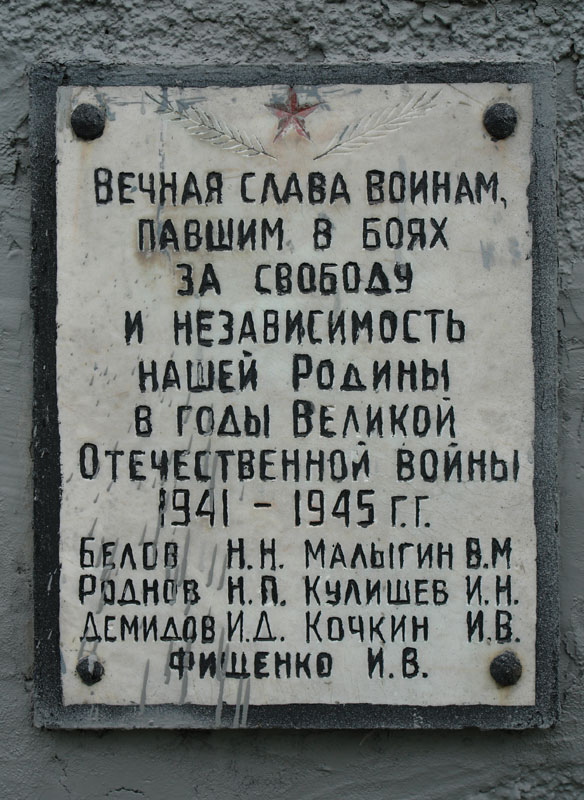 Вечная слава воинам,
павшим в боях
за свободу
и независимость
нашей Родины
в годы Великой
Отечественной войны
1941 - 1945 г.г.
Белов Н.Н. Малыгин В.М
Роднов Н.П. Кулишев И.Н.
Демидов И.Д. Кочкин И.В.
Фищенко И.В.